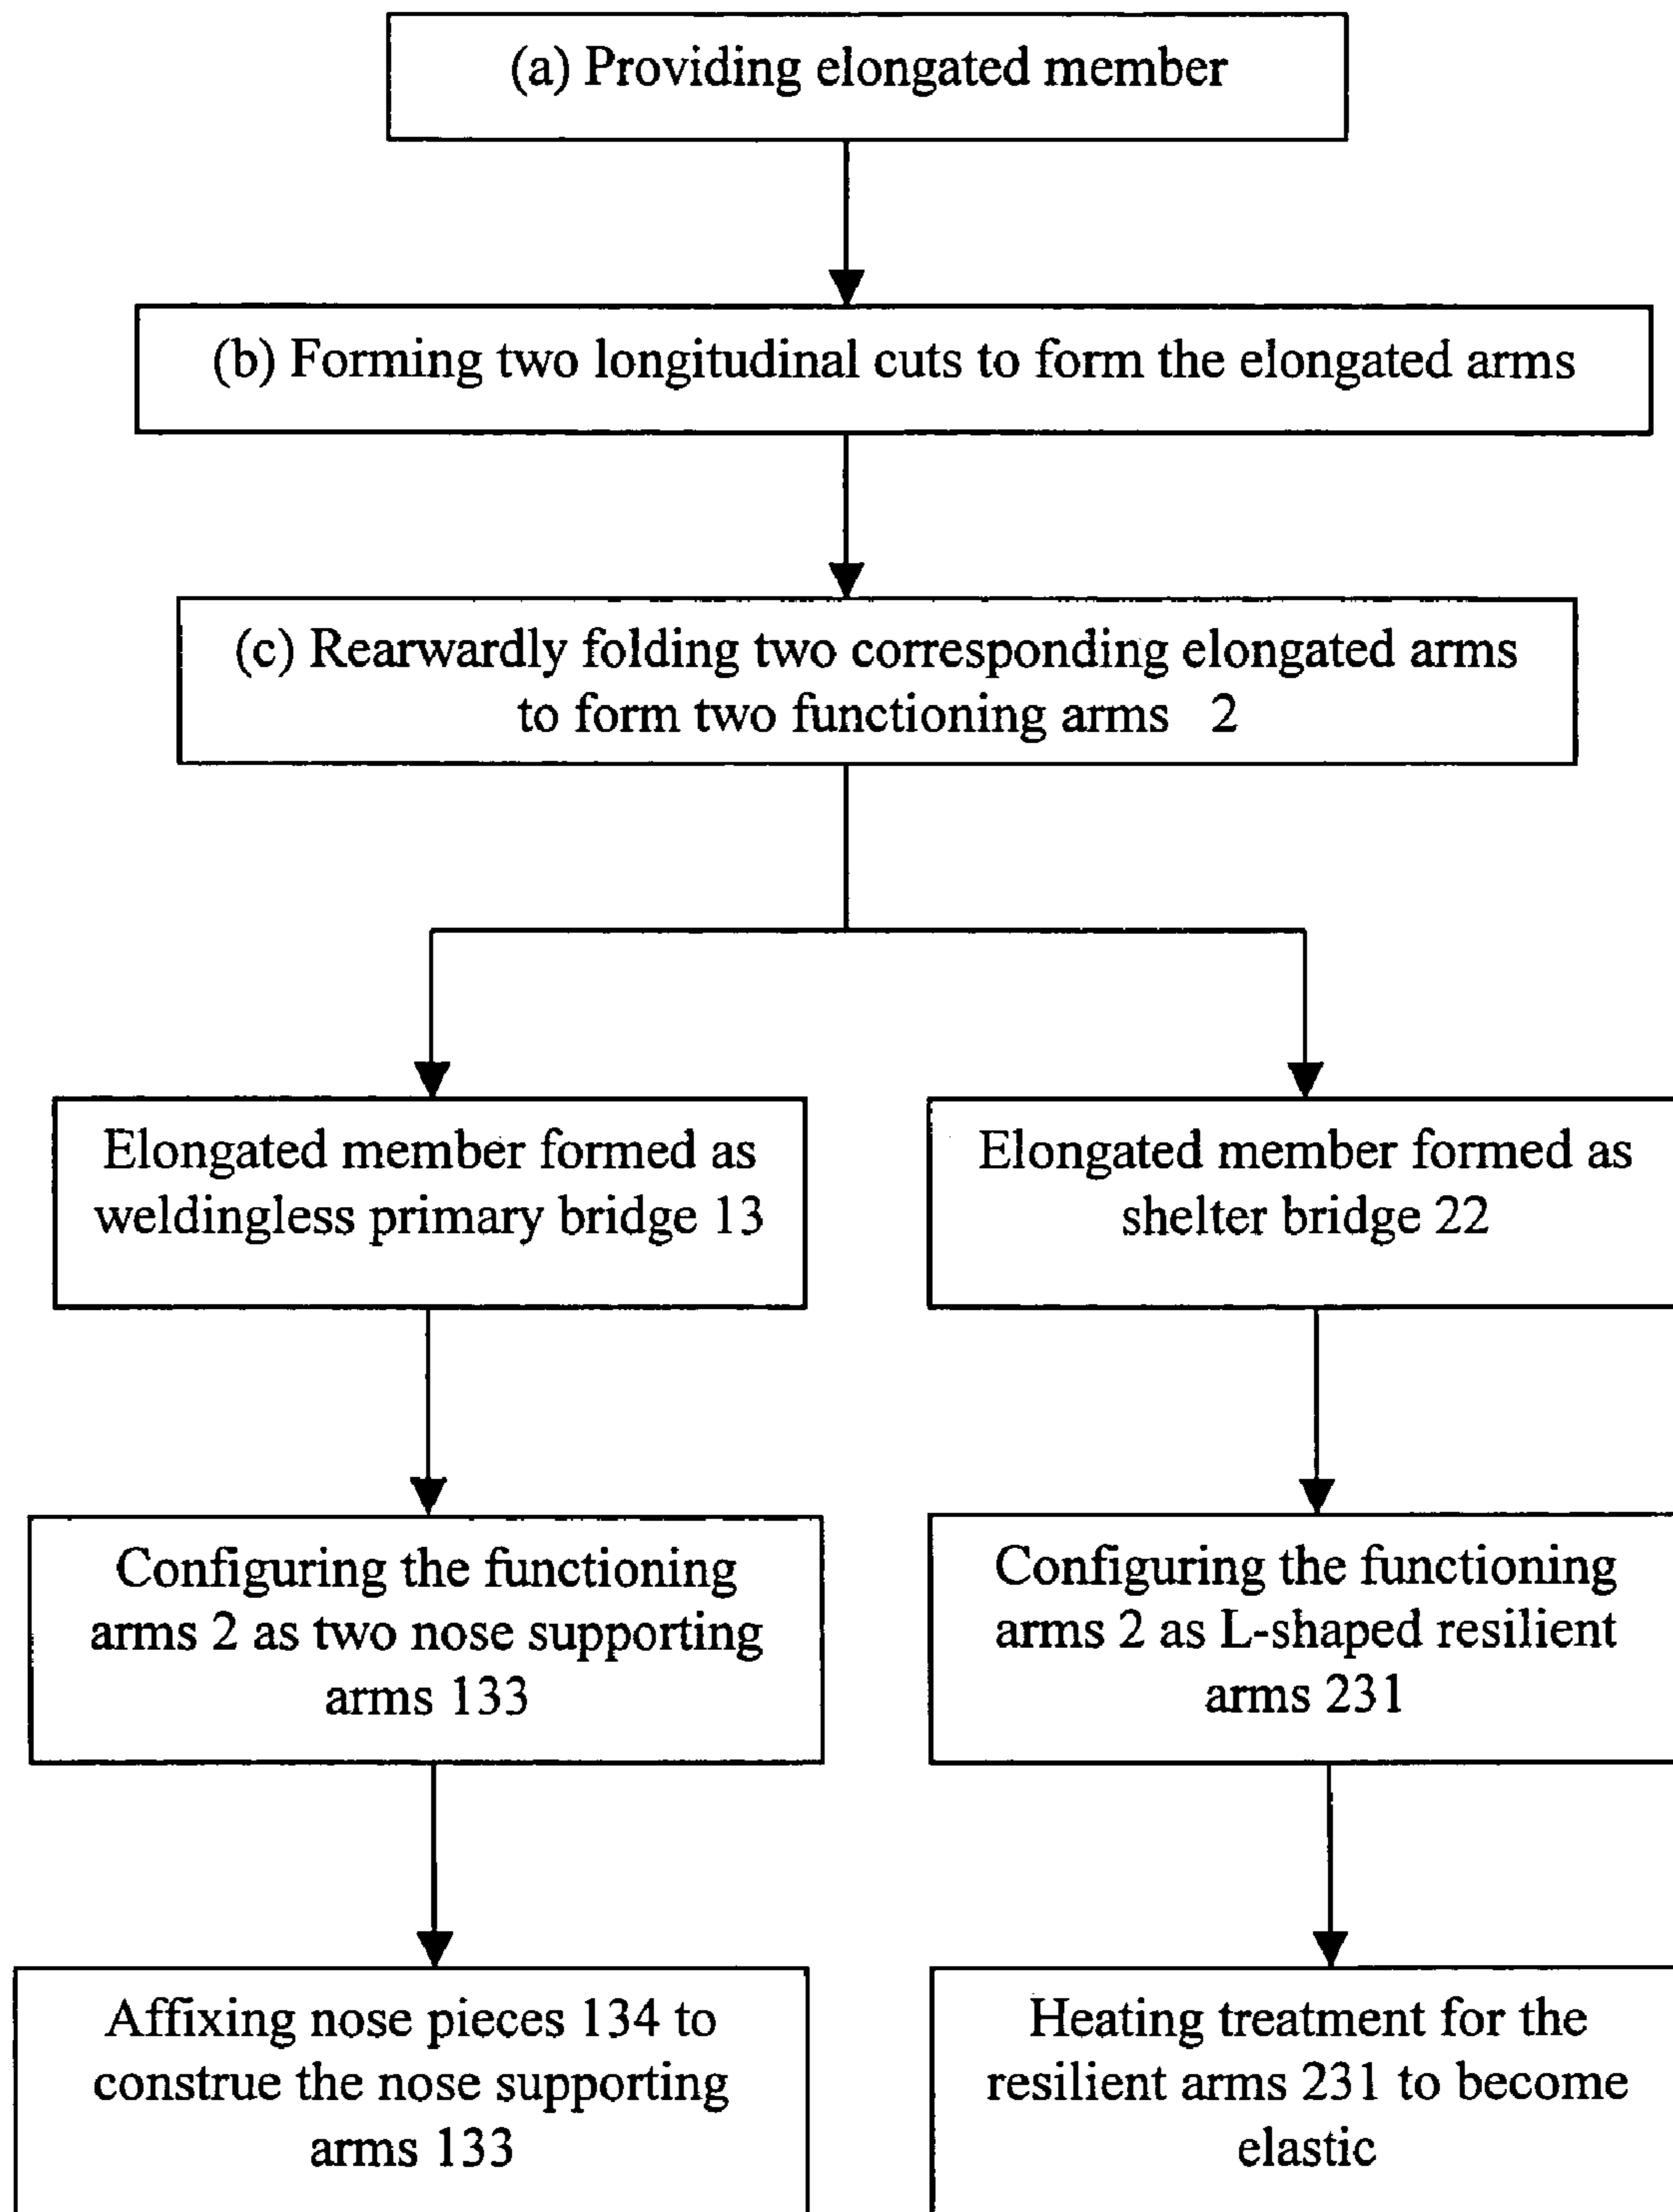 (a) Providing elongated member
(b) Forming two longitudinal cuts to form the elongated arms
(c) Rearwardly folding two corresponding elongated arms
to form two functioning arms 2
Elongated member formed as
weldingless primary bridge 13
Elongated member formed as
shelter bridge 22
Configuring the functioning
arms 2 as two nose supporting
arms 133
Configuring the functioning
arms 2 as L-shaped resilient
arms 231
Affixing nose pieces 134 to
construe the nose supporting
arms 133
Heating treatment for the
resilient arms 231 to become
elastic